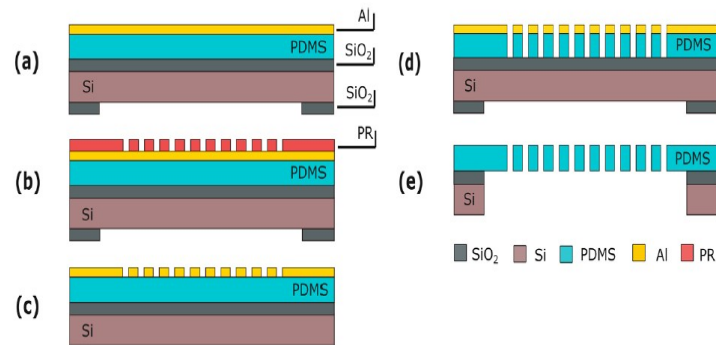 Al
(a) PDMS SiO₂
Si SiO₂
PR
(b) PDMS
Si
(c) PDMS
Si
(d) PDMS
Si
(e) PDMS
Si
SiO₂ Si PDMS Al PR